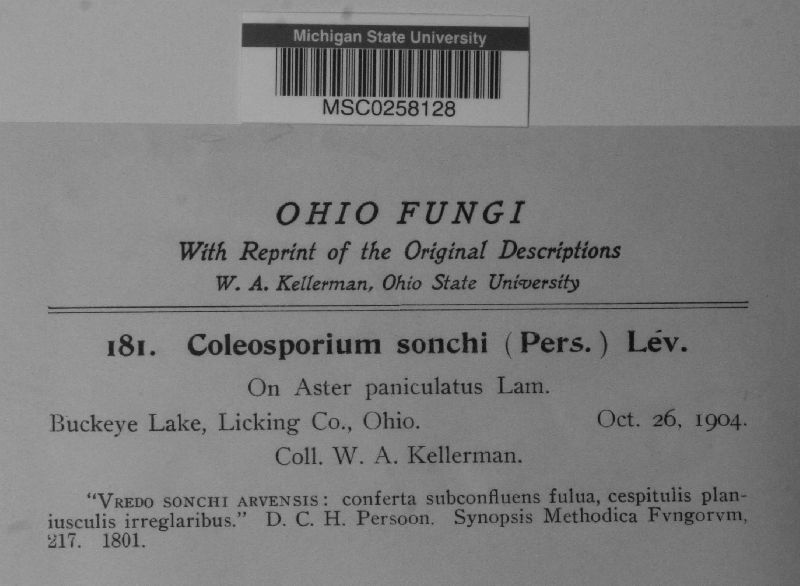 Michigan State University
MSC0258128
OHIO FUNGI
With Reprint of the Original Descriptions
W. A. Kellerman, Ohio State University
181. Coleosporium sonchi (Pers.) Lév.
On Aster paniculatus Lam.
Buckeye Lake, Licking Co., Ohio. Oct. 26, 1904.
Coll. W. A. Kellerman.
"VREDO SONCHI ARVENSIS: conferta subconfluens fulua, cespitulis plan-
iusculis irreglaribus." D. C. H. Persoon. Synopsis Methodica Fvngorvm,
217. 1801.